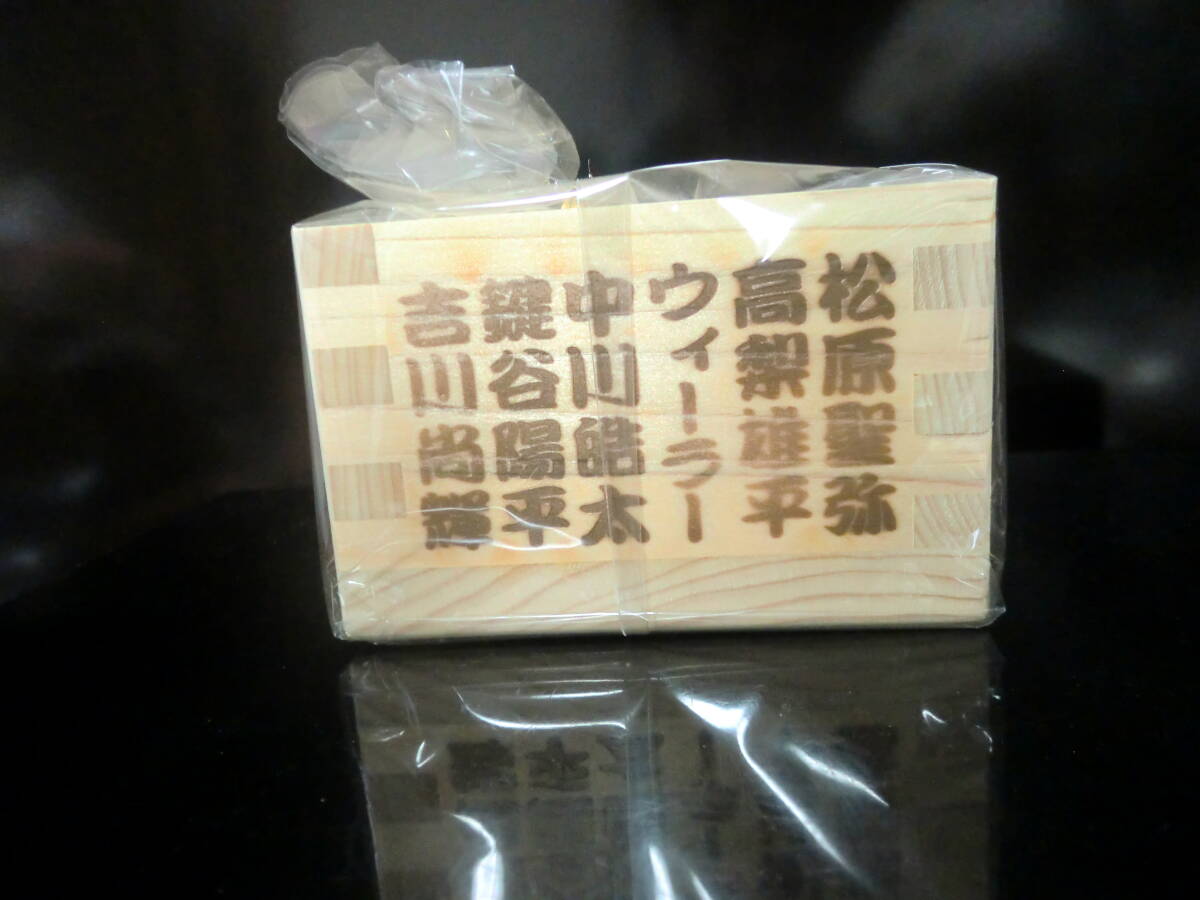 松原聖弥
高梨雄平
ウィーラー
中川皓太
鍵谷陽平
吉川尚輝